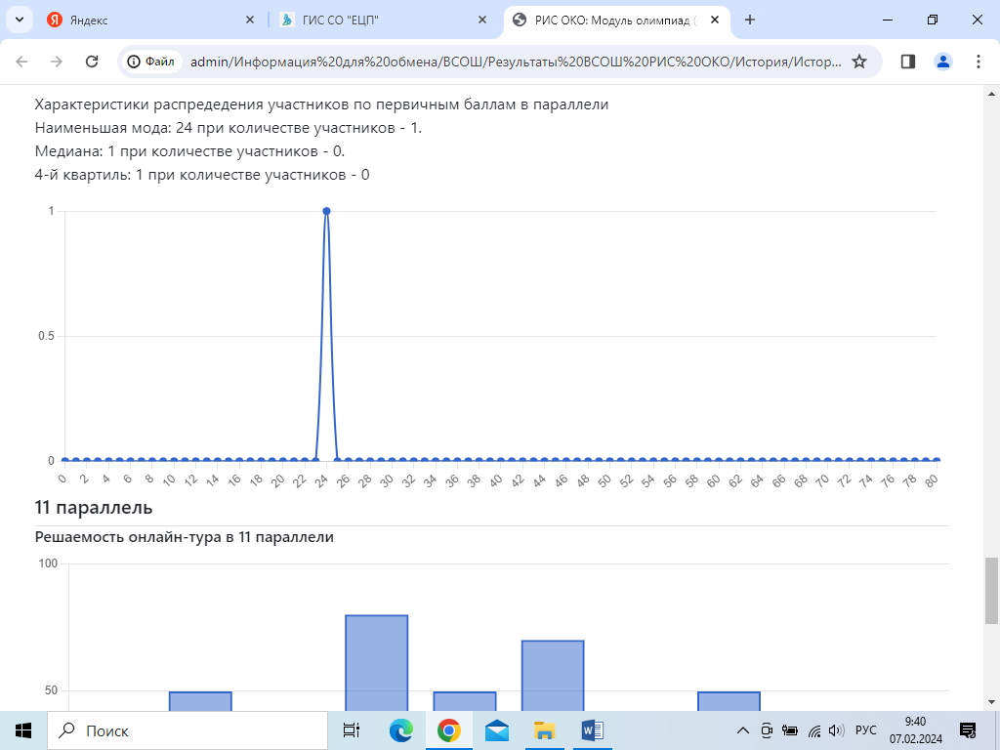 Яндекс
ГИС СО "ЕЦП"
РИС ОКО: Модуль олимпиад (
Файл
admin/Информация%20для%20обмена/ВСОШ/Результаты%20ВСОШ%20РИС%20ОКО/История/Истор...
Характеристики распредедения участников по первичным баллам в параллели
Наименьшая мода: 24 при количестве участников - 1.
Медиана: 1 при количестве участников - 0.
4-й квартиль: 1 при количестве участников - 0
1
0.5
0
0 2 4 6 8 10 12 14 16 18 20 22 24 26 28 30 32 34 36 38 40 42 44 46 48 50 52 54 56 58 60 62 64 66 68 70 72 74 76 78 80
11 параллель
Решаемость онлайн-тура в 11 параллели
100
50
Поиск
РУС
9:40
07.02.2024